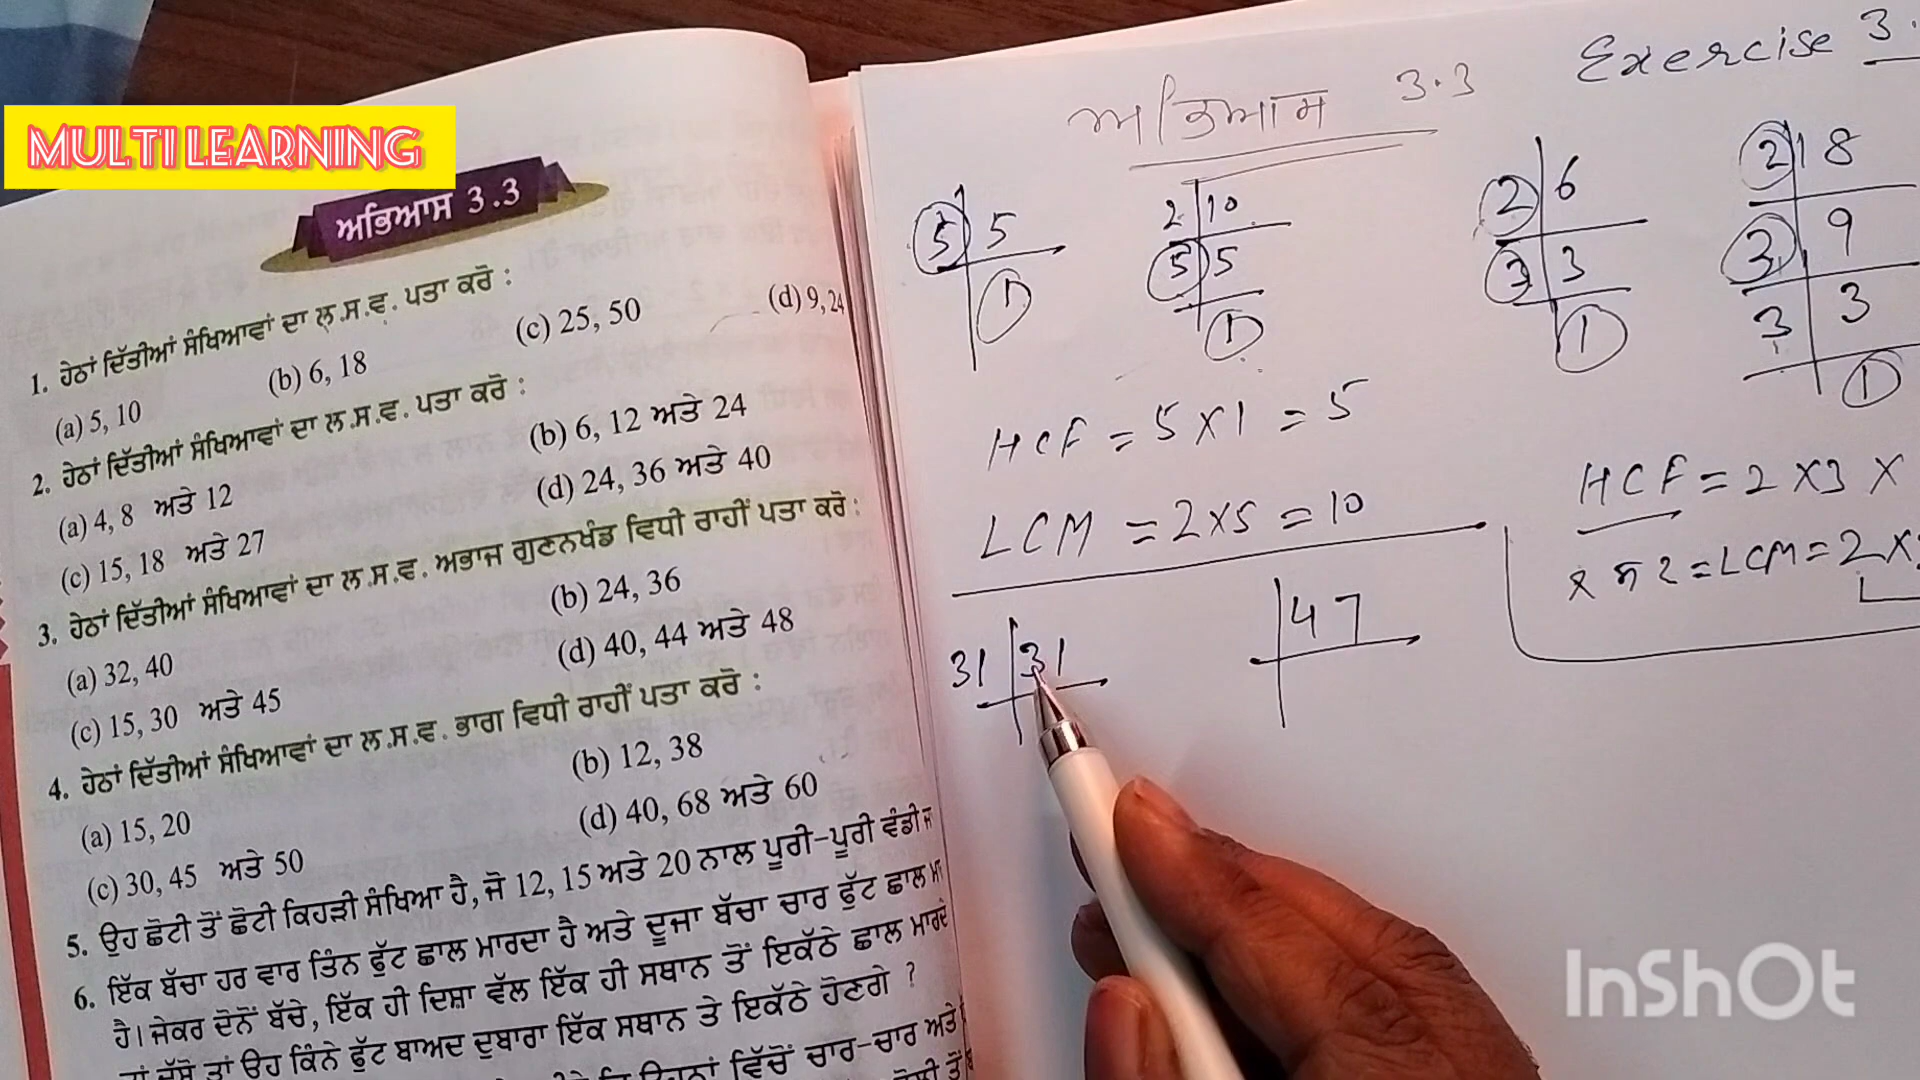 MULTI LEARNING
ਅਭਿਆਸ 3.3
1. ਹੇਠਾਂ ਦਿੱਤੀਆਂ ਸੰਖਿਆਵਾਂ ਦਾ ਲ.ਸ.ਵ. ਪਤਾ ਕਰੋ :
(a) 5, 10 (b) 6, 18 (c) 25, 50 (d) 9, 24
2. ਹੇਠਾਂ ਦਿੱਤੀਆਂ ਸੰਖਿਆਵਾਂ ਦਾ ਲ.ਸ.ਵ. ਪਤਾ ਕਰੋ :
(a) 4, 8 ਅਤੇ 12 (b) 6, 12 ਅਤੇ 24
(c) 15, 18 ਅਤੇ 27 (d) 24, 36 ਅਤੇ 40
3. ਹੇਠਾਂ ਦਿੱਤੀਆਂ ਸੰਖਿਆਵਾਂ ਦਾ ਲ.ਸ.ਵ. ਅਭਾਜ ਗੁਣਨਖੰਡ ਵਿਧੀ ਰਾਹੀਂ ਪਤਾ ਕਰੋ :
(a) 32, 40 (b) 24, 36
(c) 15, 30 ਅਤੇ 45 (d) 40, 44 ਅਤੇ 48
4. ਹੇਠਾਂ ਦਿੱਤੀਆਂ ਸੰਖਿਆਵਾਂ ਦਾ ਲ.ਸ.ਵ. ਭਾਗ ਵਿਧੀ ਰਾਹੀਂ ਪਤਾ ਕਰੋ :
(a) 15, 20 (b) 12, 38
(c) 30, 45 ਅਤੇ 50 (d) 40, 68 ਅਤੇ 60
5. ਉਹ ਛੋਟੀ ਤੋਂ ਛੋਟੀ ਕਿਹੜੀ ਸੰਖਿਆ ਹੈ, ਜੋ 12, 15 ਅਤੇ 20 ਨਾਲ ਪੂਰੀ-ਪੂਰੀ ਵੰਡੀ
6. ਇੱਕ ਬੱਚਾ ਹਰ ਵਾਰ ਤਿੰਨ ਫੁੱਟ ਛਾਲ ਮਾਰਦਾ ਹੈ ਅਤੇ ਦੂਜਾ ਬੱਚਾ ਚਾਰ ਫੁੱਟ ਛਾਲ
ਹੈ। ਜੇਕਰ ਦੋਨੋਂ ਬੱਚੇ, ਇੱਕ ਹੀ ਦਿਸ਼ਾ ਵੱਲ ਇੱਕ ਹੀ ਸਥਾਨ ਤੋਂ ਇਕੱਠੇ ਛਾਲ ਮਾਰਦੇ
ਤਾਂ ਦੱਸੋ ਤਾਂ ਉਹ ਕਿੰਨੇ ਫੁੱਟ ਬਾਅਦ ਦੁਬਾਰਾ ਇੱਕ ਸਥਾਨ ਤੇ ਇਕੱਠੇ ਹੋਣਗੇ ?
ਵਿੱਚੋਂ ਚਾਰ-ਚਾਰ ਅਤੇ
ਅਭਿਆਸ 3.3 Exercise 3.
5 5 2 10 2 6 2 18
1 5 5 3 3 3 9
1 1 3 3
1
HCF = 5 X 1 = 5
LCM = 2 X 5 = 10
HCF = 2 X 3 X
= LCM = 2 X
31 31 47
InShOt